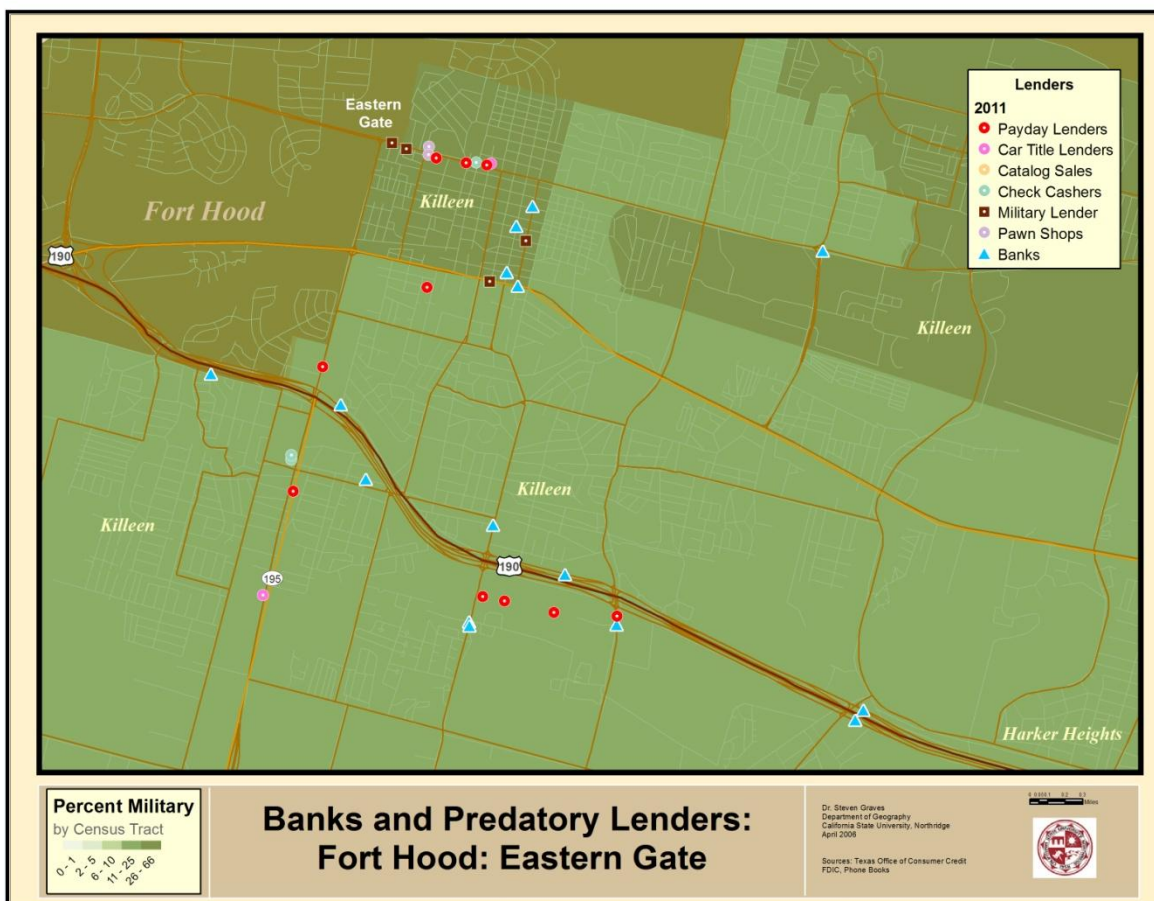 Eastern
Gate
Lenders
2011
Payday Lenders
Car Title Lenders
Catalog Sales
Check Cashers
Military Lender
Pawn Shops
Banks
Fort Hood
Killeen
190
Killeen
Killeen
Killeen
190
195
Harker Heights
Percent Military
by Census Tract
0 - 1
2 - 5
6 - 10
11 - 25
26 - 66
Banks and Predatory Lenders:
Fort Hood: Eastern Gate
Dr. Steven Graves
Department of Geography
California State University, Northridge
April 2006
Sources: Texas Office of Consumer Credit
FDIC, Phone Books
Miles